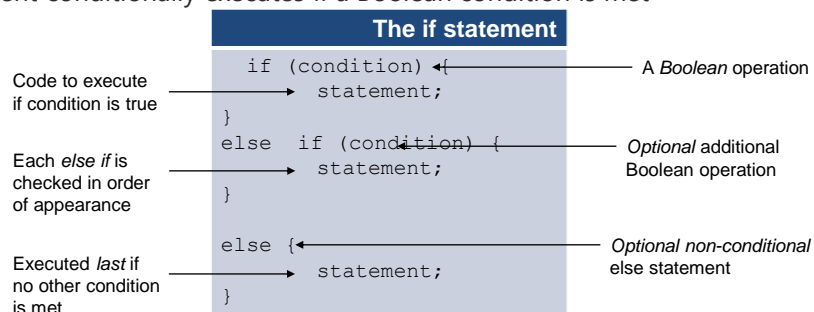 ent conditionally executes if a Boolean condition is met
The if statement
if (condition) {
statement;
}
else if (condition) {
statement;
}
else {
statement;
}
Code to execute
if condition is true
Each else if is
checked in order
of appearance
Executed last if
no other condition
is met
A Boolean operation
Optional additional
Boolean operation
Optional non-conditional
else statement